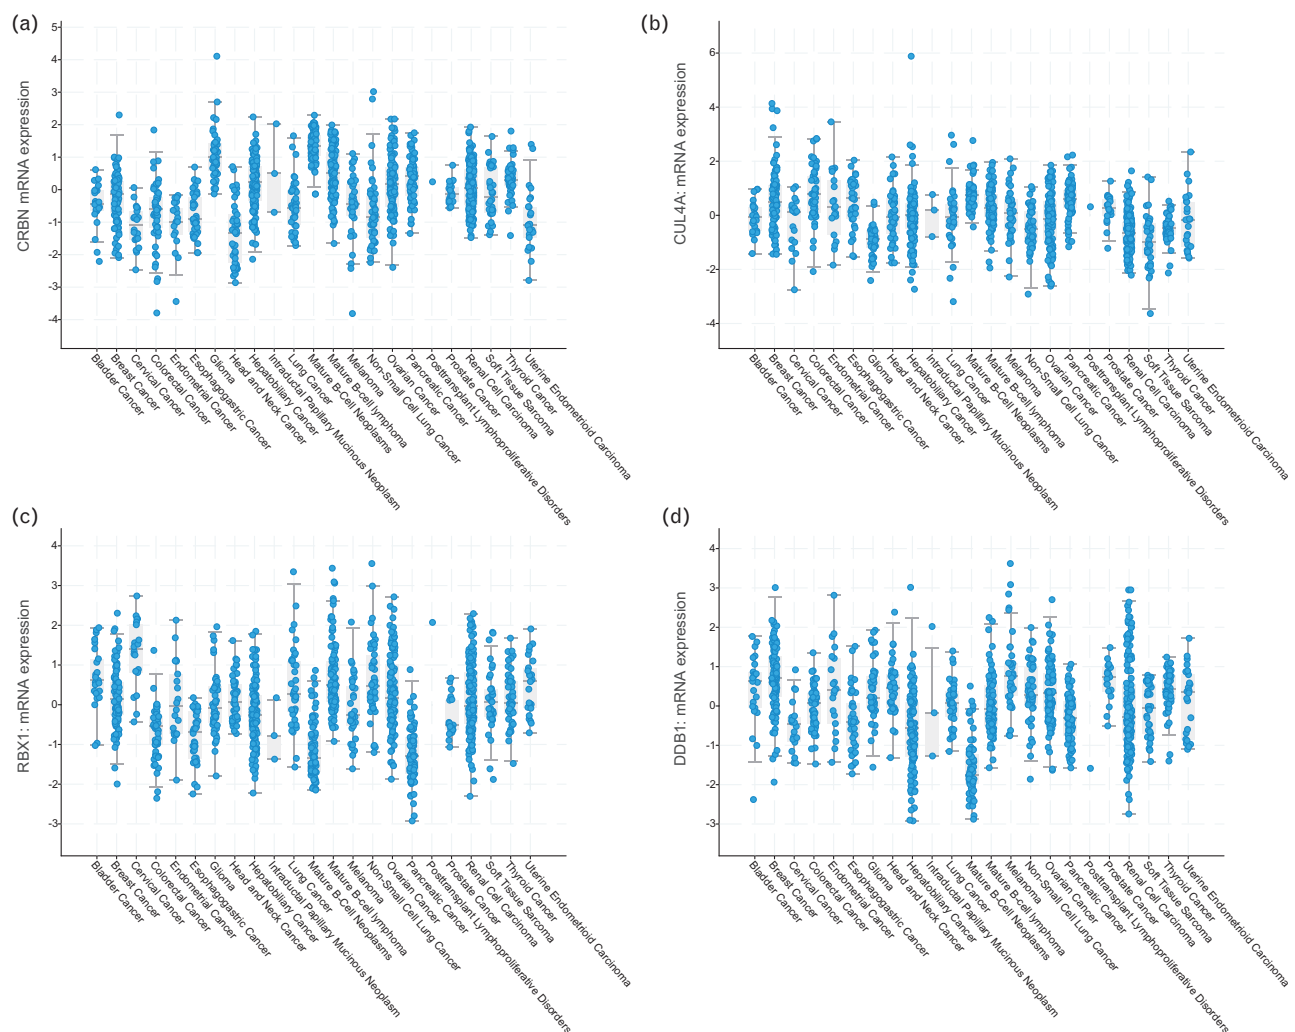 (a)
CRBN mRNA expression
5
4
3
2
1
0
-1
-2
-3
-4
Bladder Cancer
Breast Cancer
Cervical Cancer
Colorectal Cancer
Endometrial Cancer
Esophagogastric Cancer
Glioma
Head and Neck Cancer
Hepatobiliary Cancer
Intraductal Papillary Mucinous Neoplasm
Lung Cancer
Mature B-Cell Neoplasms
Mature B-cell lymphoma
Melanoma
Non-Small Cell Lung Cancer
Ovarian Cancer
Pancreatic Cancer
Posttransplant Lymphoproliferative Disorders
Prostate Cancer
Renal Cell Carcinoma
Soft Tissue Sarcoma
Thyroid Cancer
Uterine Endometrioid Carcinoma
(b)
CUL4A: mRNA expression
6
4
2
0
-2
-4
Bladder Cancer
Breast Cancer
Cervical Cancer
Colorectal Cancer
Endometrial Cancer
Esophagogastric Cancer
Glioma
Head and Neck Cancer
Hepatobiliary Cancer
Intraductal Papillary Mucinous Neoplasm
Lung Cancer
Mature B-Cell Neoplasms
Mature B-cell lymphoma
Melanoma
Non-Small Cell Lung Cancer
Ovarian Cancer
Pancreatic Cancer
Posttransplant Lymphoproliferative Disorders
Prostate Cancer
Renal Cell Carcinoma
Soft Tissue Sarcoma
Thyroid Cancer
Uterine Endometrioid Carcinoma
(c)
RBX1: mRNA expression
4
3
2
1
0
-1
-2
-3
Bladder Cancer
Breast Cancer
Cervical Cancer
Colorectal Cancer
Endometrial Cancer
Esophagogastric Cancer
Glioma
Head and Neck Cancer
Hepatobiliary Cancer
Intraductal Papillary Mucinous Neoplasm
Lung Cancer
Mature B-Cell Neoplasms
Mature B-cell lymphoma
Melanoma
Non-Small Cell Lung Cancer
Ovarian Cancer
Pancreatic Cancer
Posttransplant Lymphoproliferative Disorders
Prostate Cancer
Renal Cell Carcinoma
Soft Tissue Sarcoma
Thyroid Cancer
Uterine Endometrioid Carcinoma
(d)
DDB1: mRNA expression
4
3
2
1
0
-1
-2
-3
Bladder Cancer
Breast Cancer
Cervical Cancer
Colorectal Cancer
Endometrial Cancer
Esophagogastric Cancer
Glioma
Head and Neck Cancer
Hepatobiliary Cancer
Intraductal Papillary Mucinous Neoplasm
Lung Cancer
Mature B-Cell Neoplasms
Mature B-cell lymphoma
Melanoma
Non-Small Cell Lung Cancer
Ovarian Cancer
Pancreatic Cancer
Posttransplant Lymphoproliferative Disorders
Prostate Cancer
Renal Cell Carcinoma
Soft Tissue Sarcoma
Thyroid Cancer
Uterine Endometrioid Carcinoma